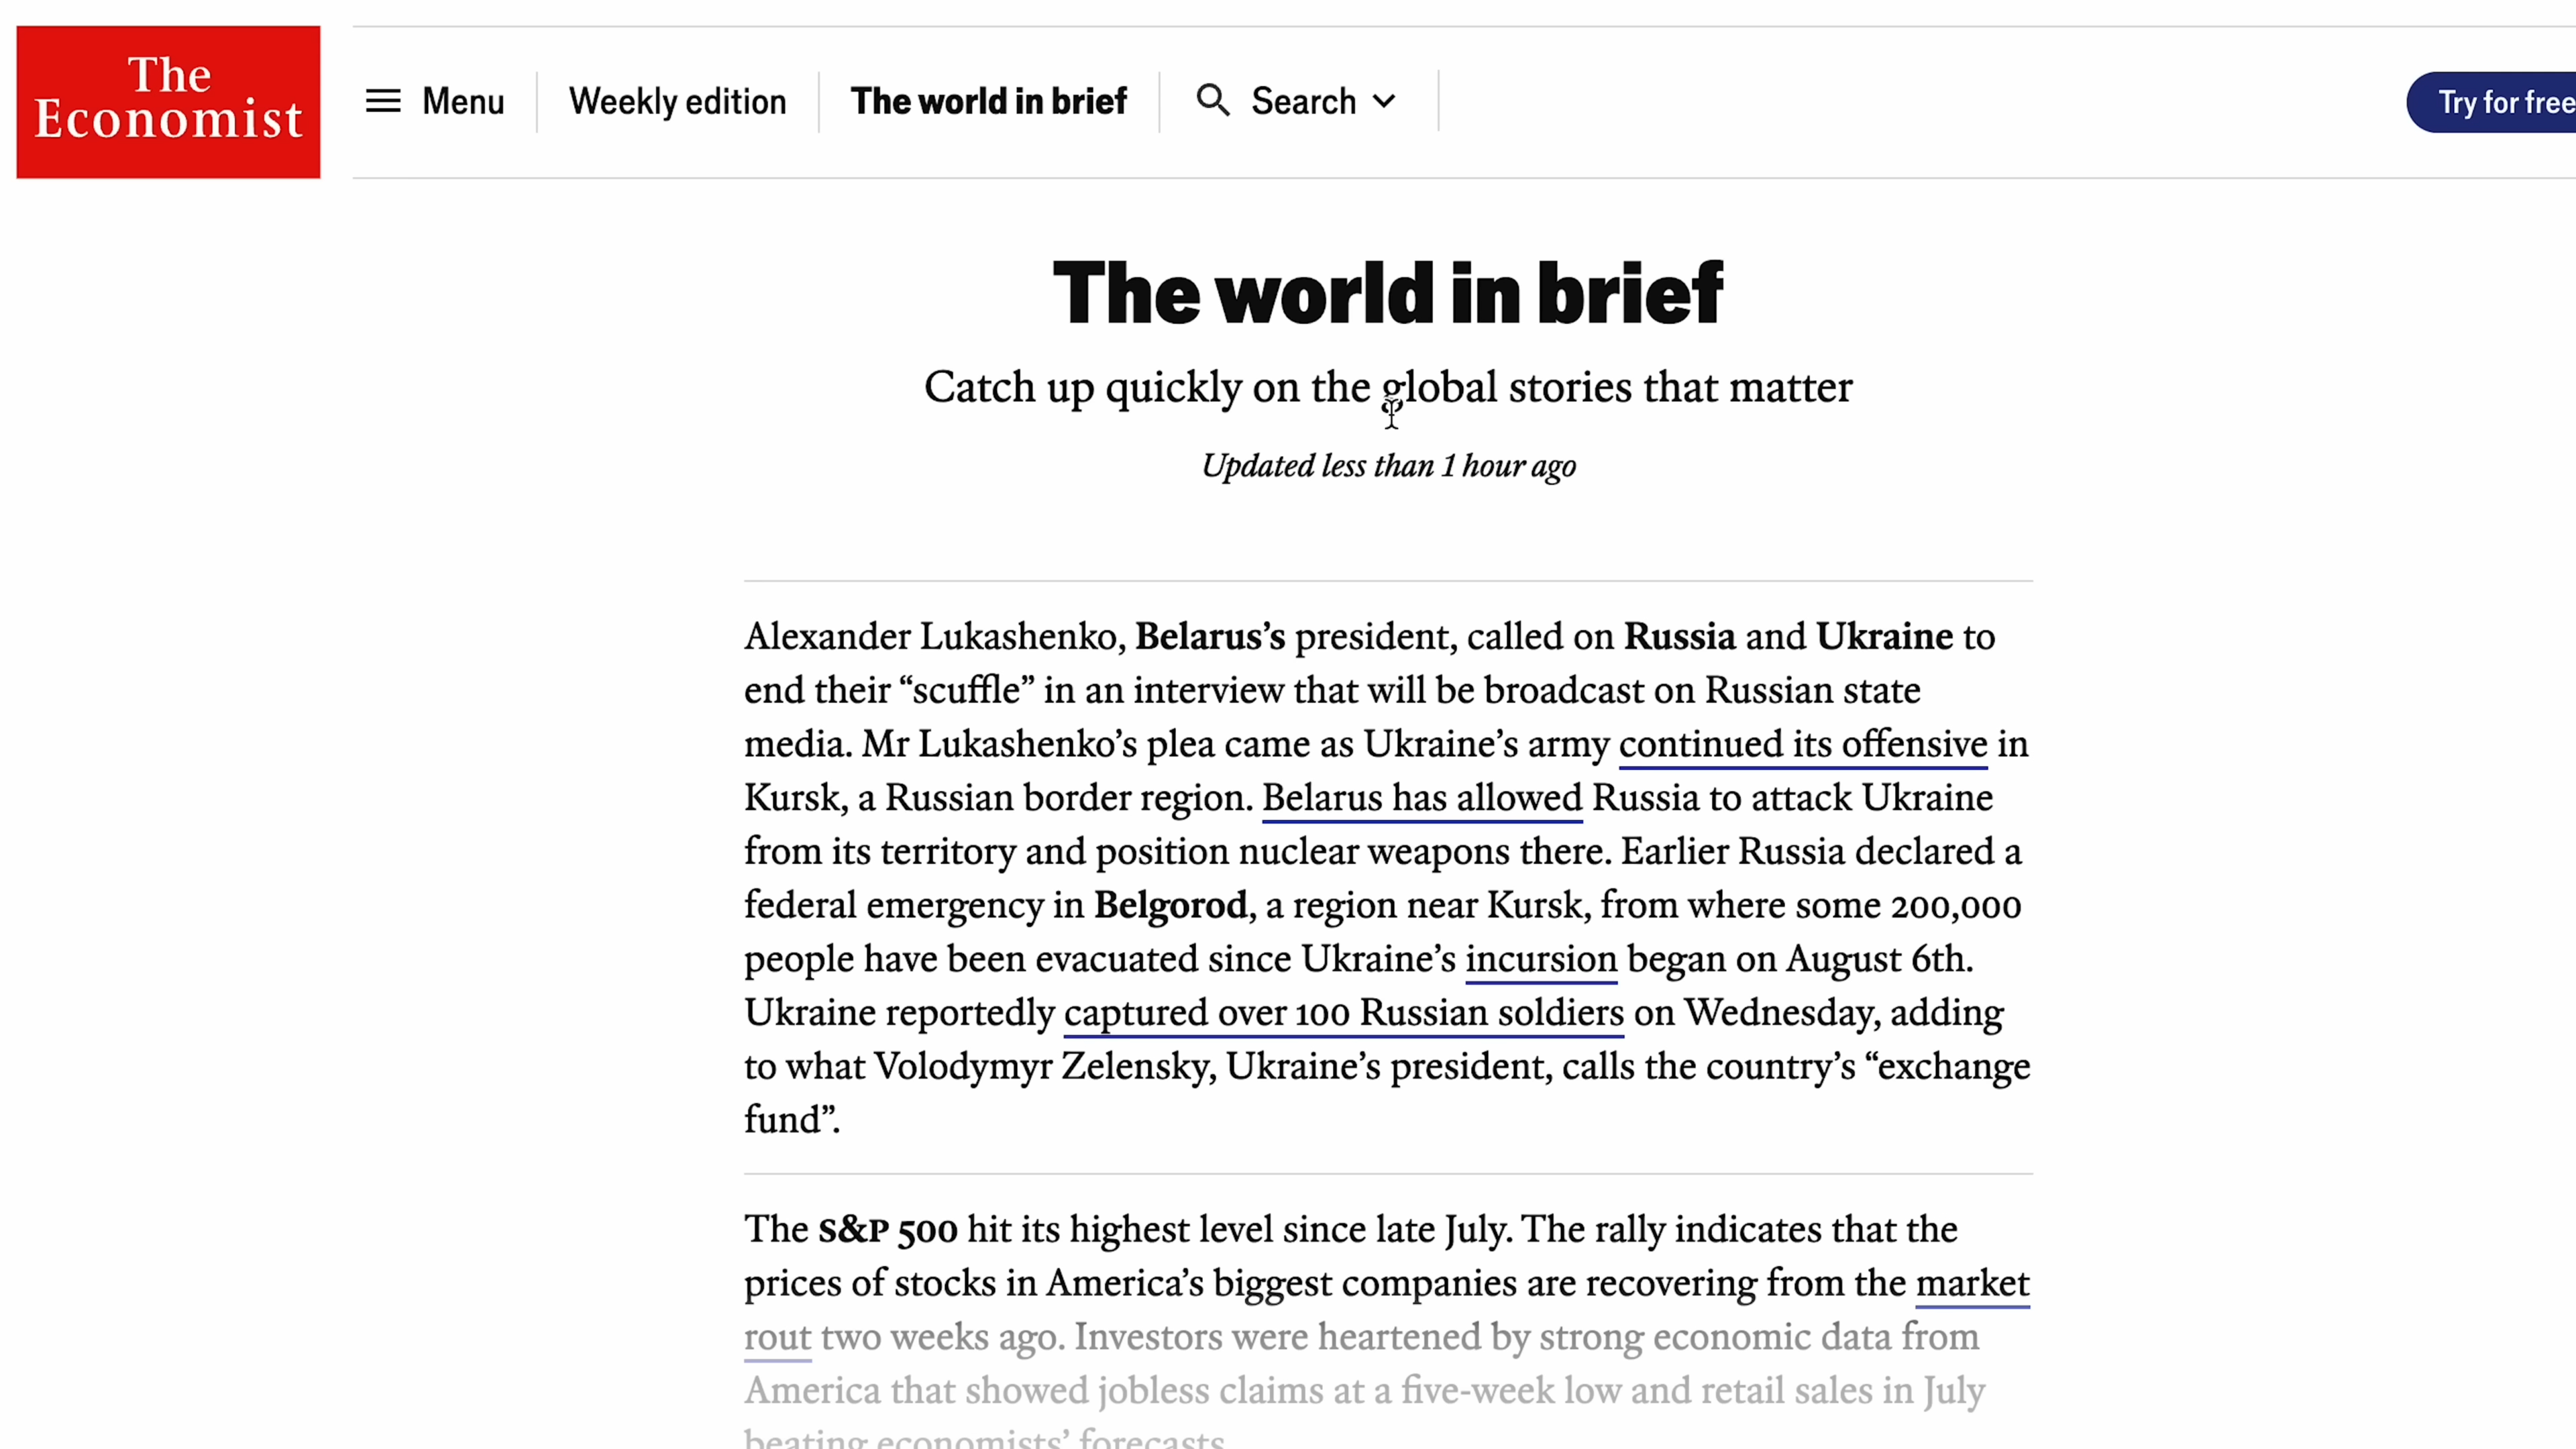 The
Economist
Menu
Weekly edition
The world in brief
Search
Try for free
The world in brief
Catch up quickly on the global stories that matter
Updated less than 1 hour ago
Alexander Lukashenko, Belarus’s president, called on Russia and Ukraine to
end their “scuffle” in an interview that will be broadcast on Russian state
media. Mr Lukashenko’s plea came as Ukraine’s army continued its offensive in
Kursk, a Russian border region. Belarus has allowed Russia to attack Ukraine
from its territory and position nuclear weapons there. Earlier Russia declared a
federal emergency in Belgorod, a region near Kursk, from where some 200,000
people have been evacuated since Ukraine’s incursion began on August 6th.
Ukraine reportedly captured over 100 Russian soldiers on Wednesday, adding
to what Volodymyr Zelensky, Ukraine’s president, calls the country’s “exchange
fund”.
The S&P 500 hit its highest level since late July. The rally indicates that the
prices of stocks in America’s biggest companies are recovering from the market
rout two weeks ago. Investors were heartened by strong economic data from
America that showed jobless claims at a five-week low and retail sales in July
beating economists’ forecasts.